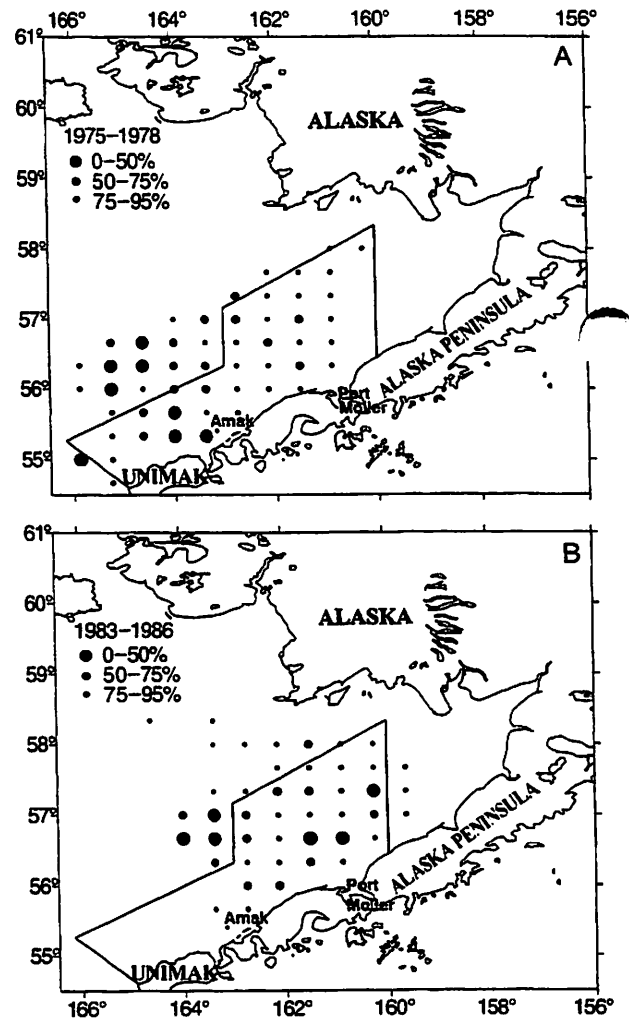 166° 164° 162° 160° 158° 156°
61°
A
60°
ALASKA
1975–1978
0–50%
50–75%
75–95%
59°
58°
57°
ALASKA PENINSULA
56°
Port
Moller
Amak
55°
UNIMAK
61°
B
60°
ALASKA
1983–1986
0–50%
50–75%
75–95%
59°
58°
57°
ALASKA PENINSULA
56°
Port
Moller
Amak
55°
UNIMAK
166° 164° 162° 160° 158° 156°